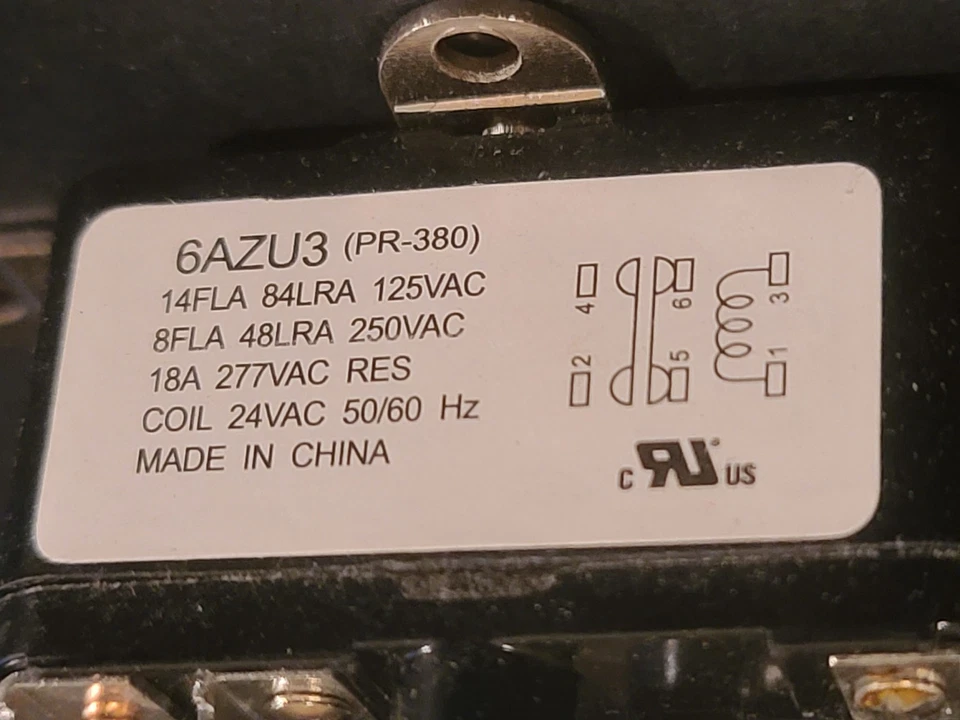 6AZU3 (PR-380)
14FLA 84LRA 125VAC
8FLA 48LRA 250VAC
18A 277VAC RES
COIL 24VAC 50/60 Hz
MADE IN CHINA
4 6 3
2 5 1
C RU US